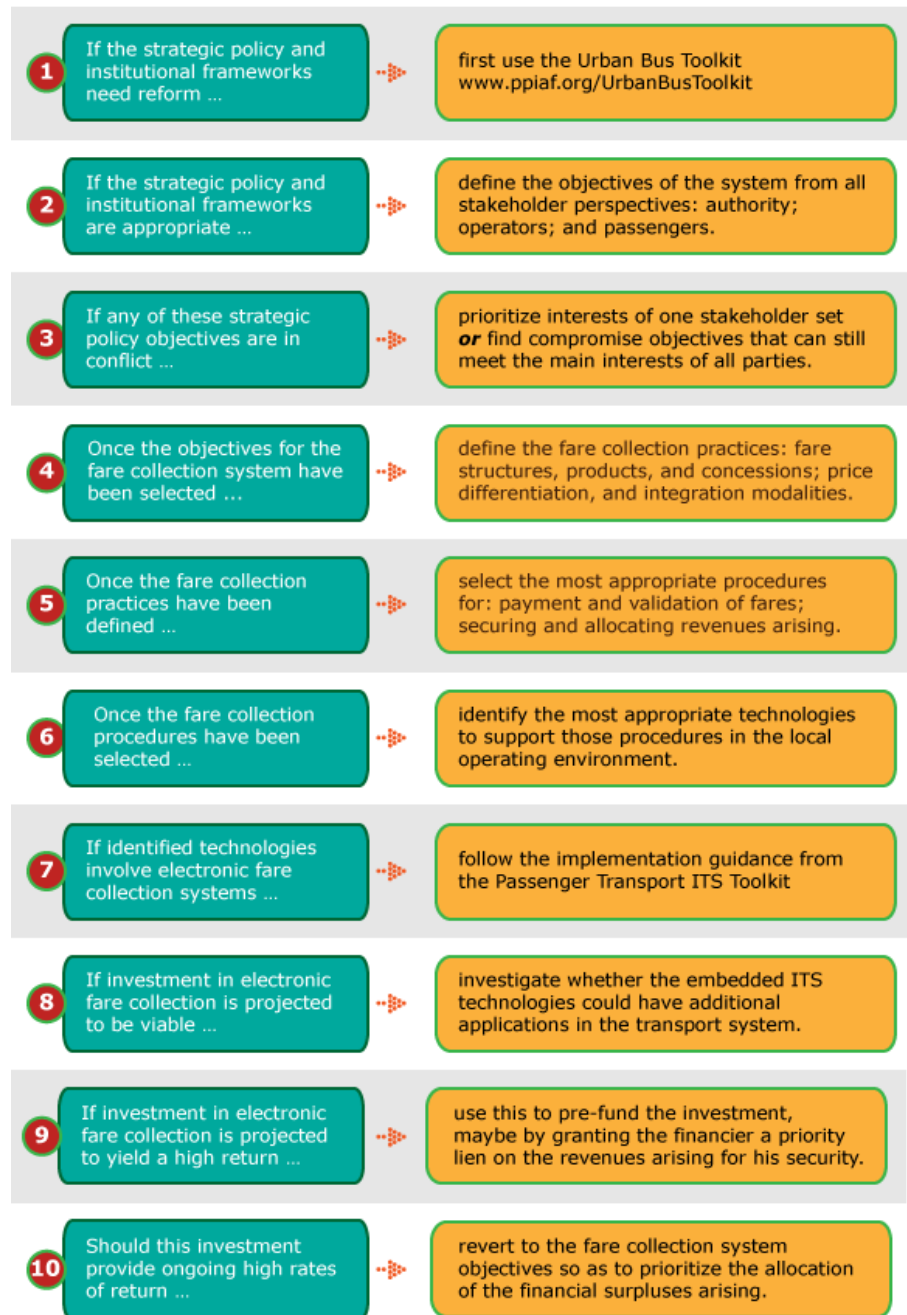 1
If the strategic policy and
institutional frameworks
need reform ...
first use the Urban Bus Toolkit
www.ppiaf.org/UrbanBusToolkit
2
If the strategic policy and
institutional frameworks
are appropriate ...
define the objectives of the system from all
stakeholder perspectives: authority;
operators; and passengers.
3
If any of these strategic
policy objectives are in
conflict ...
prioritize interests of one stakeholder set
or find compromise objectives that can still
meet the main interests of all parties.
4
Once the objectives for the
fare collection system have
been selected ...
define the fare collection practices: fare
structures, products, and concessions; price
differentiation, and integration modalities.
5
Once the fare collection
practices have been
defined ...
select the most appropriate procedures
for: payment and validation of fares;
securing and allocating revenues arising.
6
Once the fare collection
procedures have been
selected ...
identify the most appropriate technologies
to support those procedures in the local
operating environment.
7
If identified technologies
involve electronic fare
collection systems ...
follow the implementation guidance from
the Passenger Transport ITS Toolkit
8
If investment in electronic
fare collection is projected
to be viable ...
investigate whether the embedded ITS
technologies could have additional
applications in the transport system.
9
If investment in electronic
fare collection is projected
to yield a high return ...
use this to pre-fund the investment,
maybe by granting the financier a priority
lien on the revenues arising for his security.
10
Should this investment
provide ongoing high rates
of return ...
revert to the fare collection system
objectives so as to prioritize the allocation
of the financial surpluses arising.